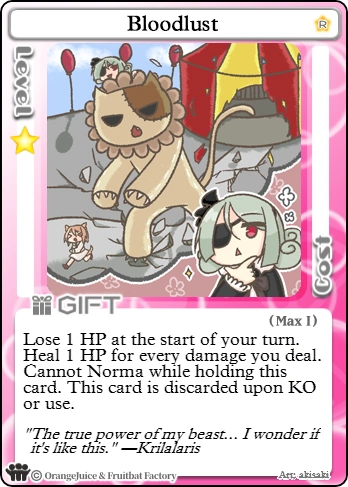 Bloodlust
R
Level
Cost
GIFT
(Max 1)
Lose 1 HP at the start of your turn.
Heal 1 HP for every damage you deal.
Cannot Norma while holding this
card. This card is discarded upon KO
or use.
"The true power of my beast... I wonder if
it's like this." —Krilalaris
© OrangeJuice & Fruitbat Factory
Art: akisaki